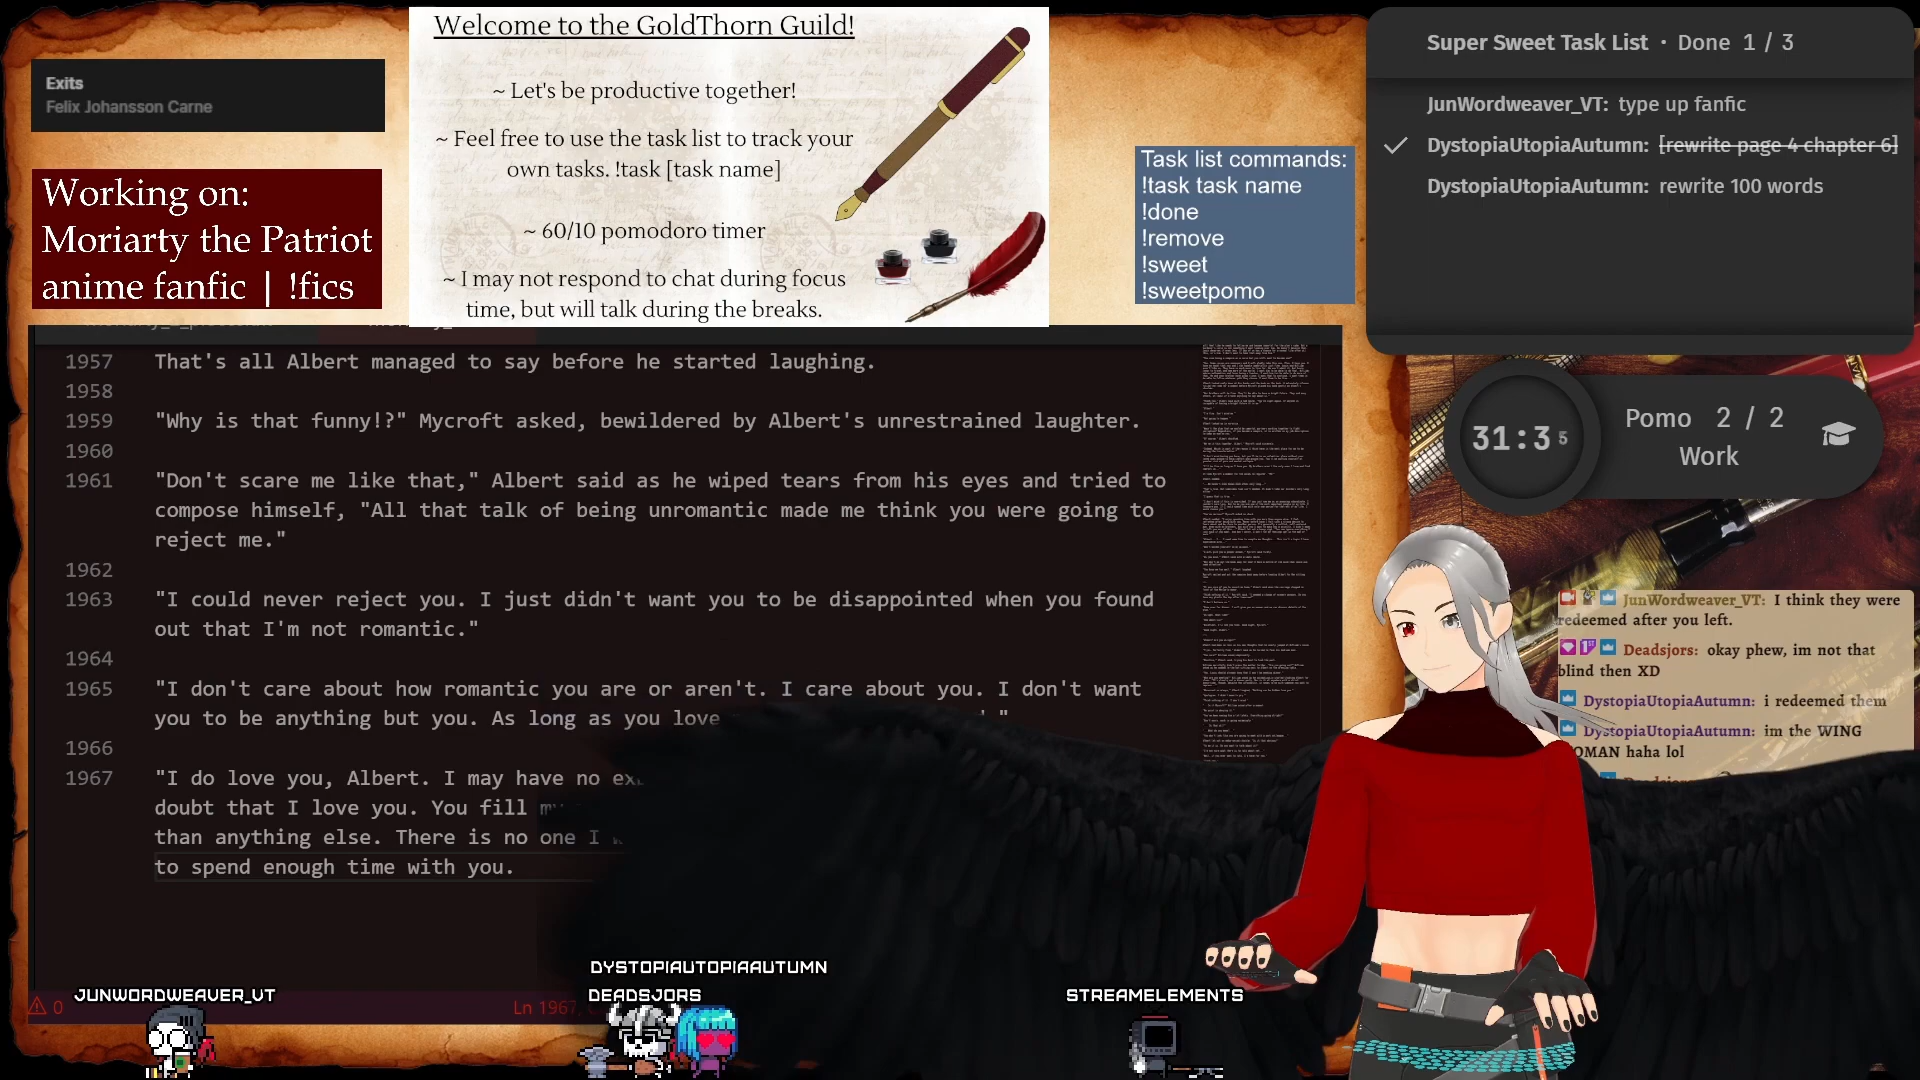 Exits
Felix Johansson Carne
Working on:
Moriarty the Patriot
anime fanfic | !fics
Welcome to the GoldThorn Guild!
~ Let's be productive together!
~ Feel free to use the task list to track your
own tasks. !task [task name]
~ 60/10 pomodoro timer
~ I may not respond to chat during focus
time, but will talk during the breaks.
Task list commands:
!task task name
!done
!remove
!sweet
!sweetpomo
Super Sweet Task List • Done 1 / 3
JunWordweaver_VT: type up fanfic
DystopiaUtopiaAutumn: [rewrite page 4 chapter 6]
DystopiaUtopiaAutumn: rewrite 100 words
31:35
Pomo 2 / 2
Work
1957 That's all Albert managed to say before he started laughing.
1958
1959 "Why is that funny!?" Mycroft asked, bewildered by Albert's unrestrained laughter.
1960
1961 "Don't scare me like that," Albert said as he wiped tears from his eyes and tried to
compose himself, "All that talk of being unromantic made me think you were going to
reject me."
1962
1963 "I could never reject you. I just didn't want you to be disappointed when you found
out that I'm not romantic."
1964
1965 "I don't care about how romantic you are or aren't. I care about you. I don't want
you to be anything but you. As long as you love
1966
1967 "I do love you, Albert. I may have no
doubt that I love you. You fill
than anything else. There is no one I
to spend enough time with you.
0
Ln 1967,
JunWordweaver_VT: I think they were
redeemed after you left.
Deadsjors: okay phew, im not that
blind then XD
DystopiaUtopiaAutumn: i redeemed them
DystopiaUtopiaAutumn: im the WING
WOMAN haha lol
JUNWORDWEAVER_VT
DYSTOPIAUTOPIAAUTUMN
DEADSJORS
STREAMELEMENTS